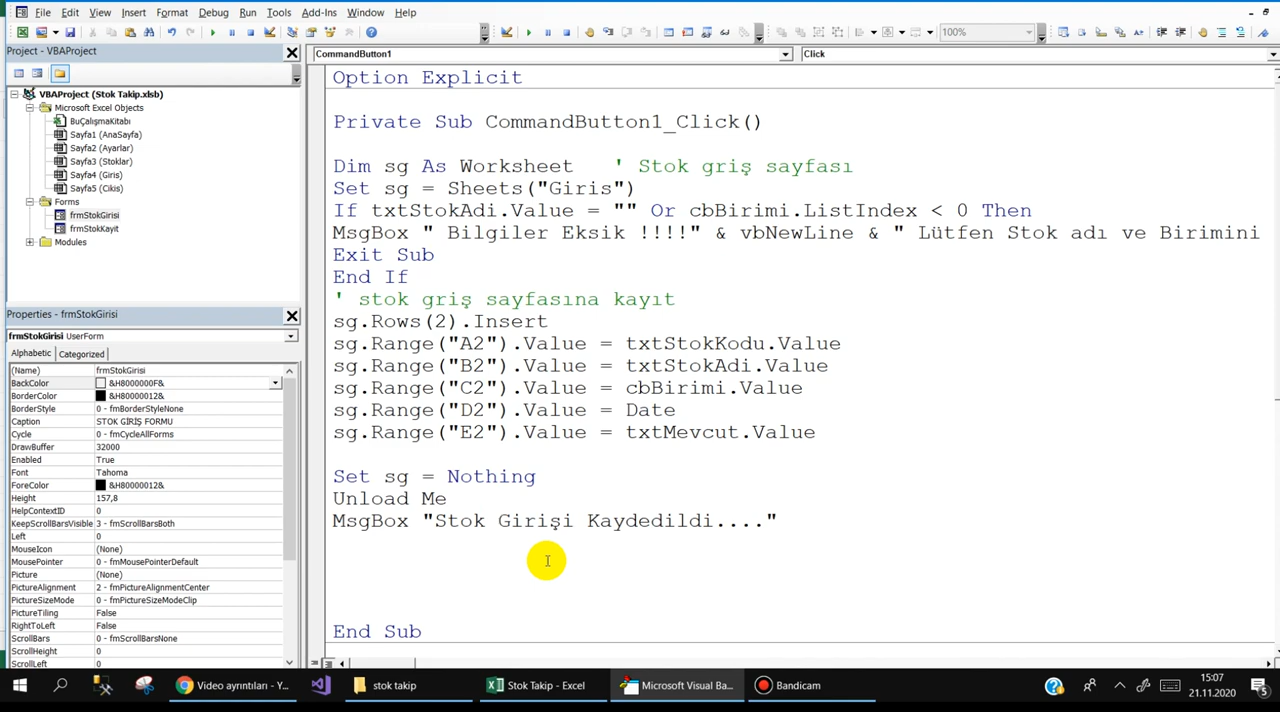 File Edit View Insert Format Debug Run Tools Add-Ins Window Help
100%
Project - VBAProject
VBAProject (Stok Takip.xlsb)
Microsoft Excel Objects
BuÇalışmaKitabı
Sayfa1 (AnaSayfa)
Sayfa2 (Ayarlar)
Sayfa3 (Stoklar)
Sayfa4 (Giris)
Sayfa5 (Cikis)
Forms
frmStokGirisi
frmStokKayit
Modules
Properties - frmStokGirisi
frmStokGirisi UserForm
Alphabetic Categorized
(Name) frmStokGirisi
BackColor &H8000000F&
BorderColor &H80000012&
BorderStyle 0 - fmBorderStyleNone
Caption STOK GİRİŞ FORMU
Cycle 0 - fmCycleAllForms
DrawBuffer 32000
Enabled True
Font Tahoma
ForeColor &H80000012&
Height 157,8
HelpContextID 0
KeepScrollBarsVisible 3 - fmScrollBarsBoth
Left 0
MouseIcon (None)
MousePointer 0 - fmMousePointerDefault
Picture (None)
PictureAlignment 2 - fmPictureAlignmentCenter
PictureSizeMode 0 - fmPictureSizeModeClip
PictureTiling False
RightToLeft False
ScrollBars 0 - fmScrollBarsNone
ScrollHeight 0
ScrollLeft 0
CommandButton1 Click
Option Explicit
Private Sub CommandButton1_Click()
Dim sg As Worksheet ' Stok griş sayfası
Set sg = Sheets("Giris")
If txtStokAdi.Value = "" Or cbBirimi.ListIndex < 0 Then
MsgBox " Bilgiler Eksik !!!!" & vbNewLine & " Lütfen Stok adı ve Birimini
Exit Sub
End If
' stok griş sayfasına kayıt
sg.Rows(2).Insert
sg.Range("A2").Value = txtStokKodu.Value
sg.Range("B2").Value = txtStokAdi.Value
sg.Range("C2").Value = cbBirimi.Value
sg.Range("D2").Value = Date
sg.Range("E2").Value = txtMevcut.Value
Set sg = Nothing
Unload Me
MsgBox "Stok Girişi Kaydedildi...."
End Sub
Video ayrıntıları - Y... stok takip Stok Takip - Excel Microsoft Visual Ba... Bandicam
15:07
21.11.2020
5